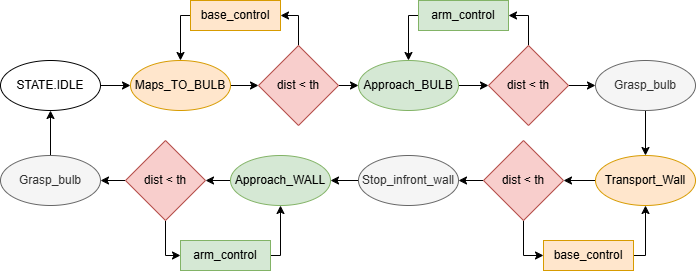 base_control
arm_control
STATE.IDLE
Maps_TO_BULB
dist < th
Approach_BULB
dist < th
Grasp_bulb
Grasp_bulb
dist < th
Approach_WALL
Stop_infront_wall
dist < th
Transport_Wall
arm_control
base_control